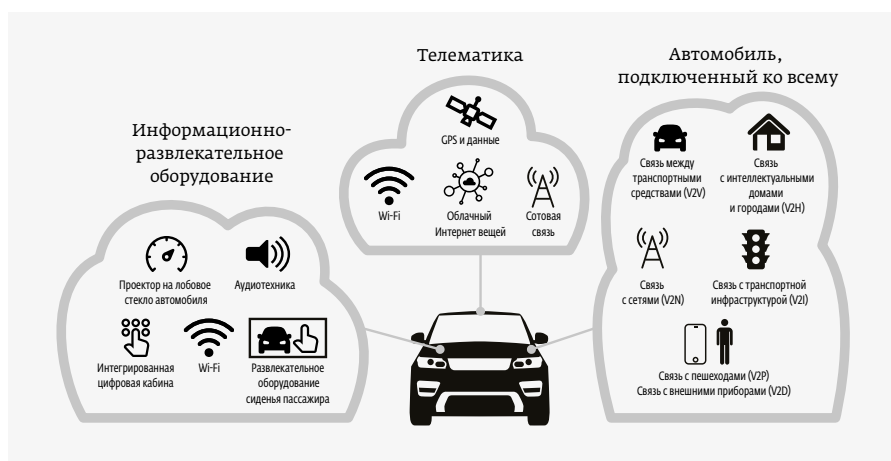 Информационно-
развлекательное
оборудование
Проектор на лобовое
стекло автомобиля
Аудиотехника
Интегрированная
цифровая кабина
Wi-Fi
Развлекательное
оборудование
сиденья пассажира
Телематика
GPS и данные
Wi-Fi
Облачный
Интернет вещей
Сотовая
связь
Автомобиль,
подключенный ко всему
Связь между
транспортными
средствами (V2V)
Связь
с интеллектуальными
домами
и городами (V2H)
Связь
с сетями (V2N)
Связь с транспортной
инфраструктурой (V2I)
Связь с пешеходами (V2P)
Связь с внешними приборами (V2D)